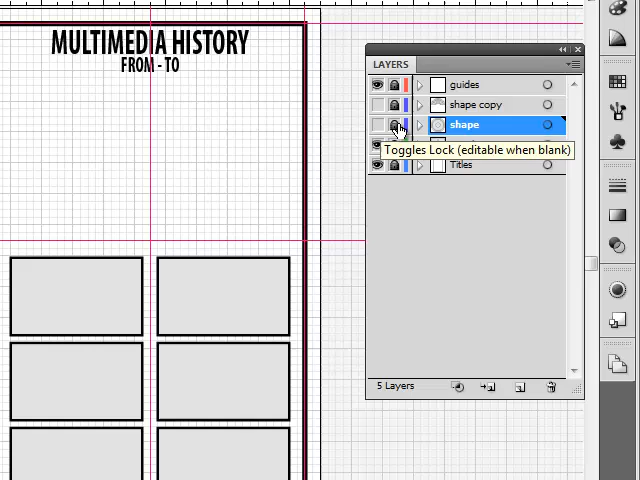 MULTIMEDIA HISTORY
FROM - TO
LAYERS
guides
shape copy
shape
Toggles Lock (editable when blank)
Titles
5 Layers